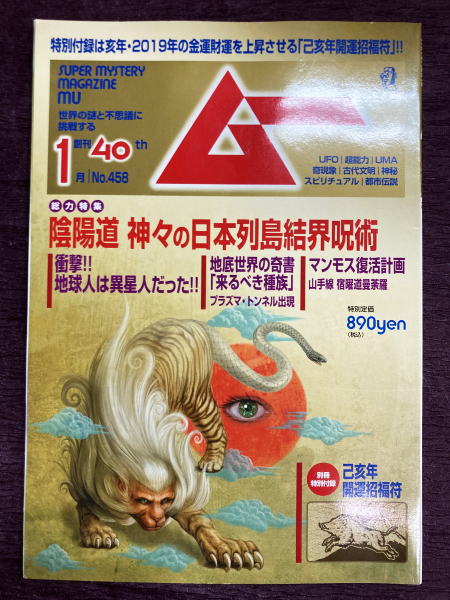 特別付録は亥年・2019年の金運財運を上昇させる「己亥年開運招福符」!!
SUPER MYSTERY
MAGAZINE
MU
世界の謎と不思議に
挑戦する
ムー
創刊40th
1月 No.458
UFO|超能力|UMA
奇現象|古代文明|神秘
スピリチュアル|都市伝説
総力特集
陰陽道 神々の日本列島結界呪術
衝撃!!
地球人は異星人だった!!
地底世界の奇書
「来るべき種族」
プラズマ・トンネル出現
マンモス復活計画
山手線 宿曜道曼荼羅
特別定価
890yen
(税込)
別冊
特別付録
己亥年
開運招福符